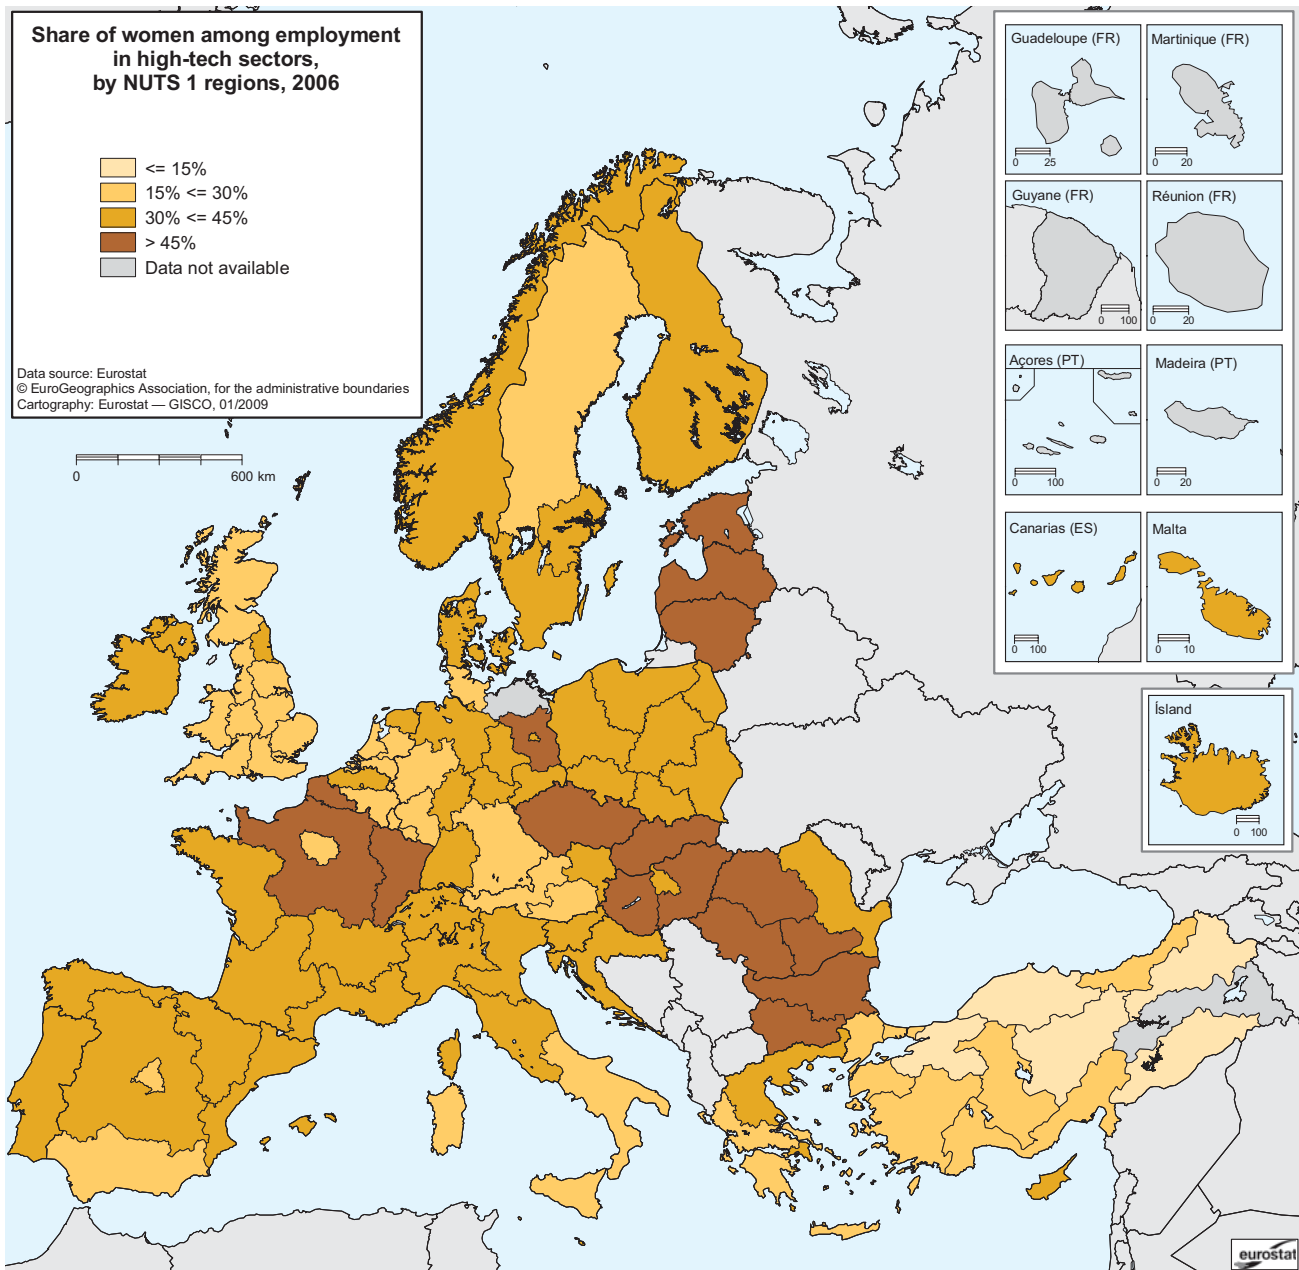 Share of women among employment
in high-tech sectors,
by NUTS 1 regions, 2006
<= 15%
15% <= 30%
30% <= 45%
> 45%
Data not available
Data source: Eurostat
© EuroGeographics Association, for the administrative boundaries
Cartography: Eurostat — GISCO, 01/2009
0 600 km
Guadeloupe (FR)
0 25
Martinique (FR)
0 20
Guyane (FR)
0 100
Réunion (FR)
0 20
Açores (PT)
0 100
Madeira (PT)
0 20
Canarias (ES)
0 100
Malta
0 10
Ísland
0 100
eurostat